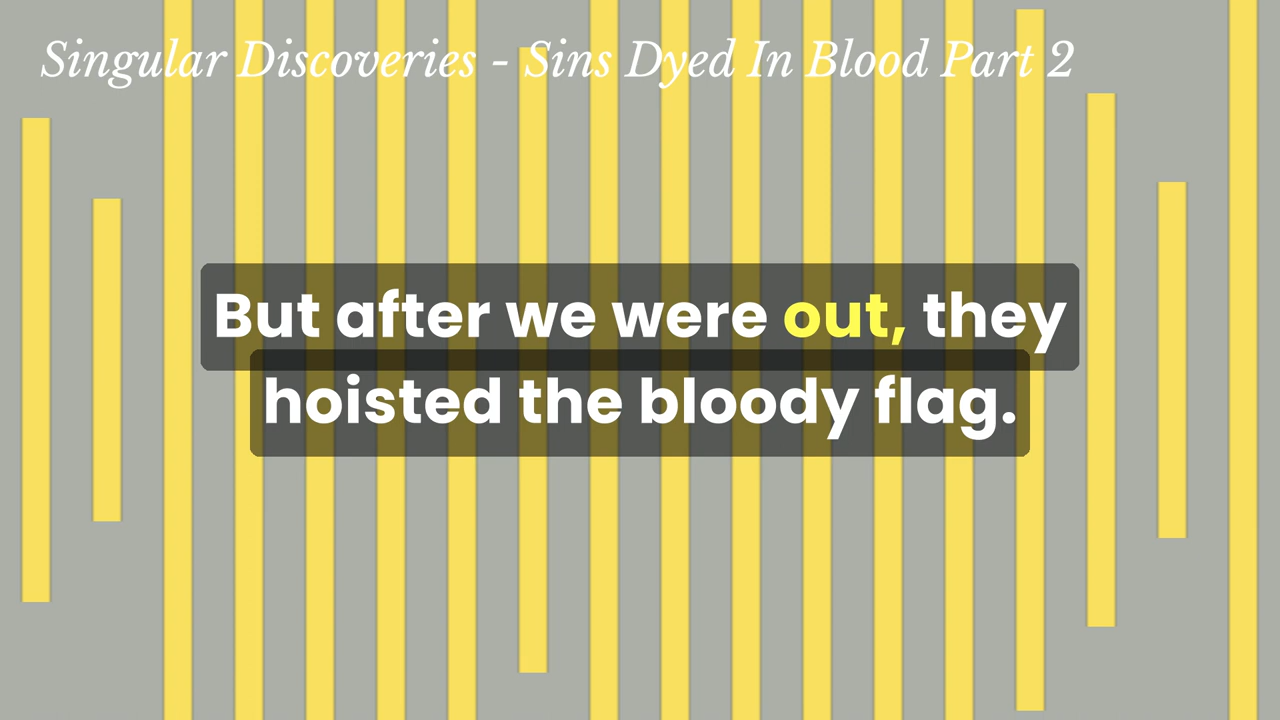 Singular Discoveries - Sins Dyed In Blood Part 2
But after we were out, they
hoisted the bloody flag.